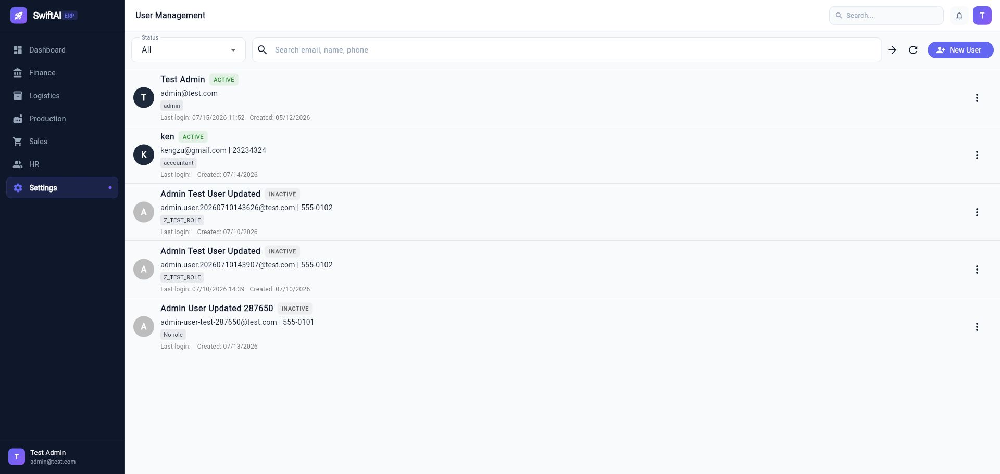 SwiftAI ERP
User Management
Search...
T
Dashboard
Finance
Logistics
Production
Sales
HR
Settings
Status
All
Search email, name, phone
New User
T
Test Admin ACTIVE
admin@test.com
admin
Last login: 07/15/2026 11:52 Created: 05/12/2026
K
ken ACTIVE
kengzu@gmail.com | 23234324
accountant
Last login: Created: 07/14/2026
A
Admin Test User Updated INACTIVE
admin.user.20260710143626@test.com | 555-0102
Z_TEST_ROLE
Last login: Created: 07/10/2026
A
Admin Test User Updated INACTIVE
admin.user.20260710143907@test.com | 555-0102
Z_TEST_ROLE
Last login: 07/10/2026 14:39 Created: 07/10/2026
A
Admin User Updated 287650 INACTIVE
admin-user-test-287650@test.com | 555-0101
No role
Last login: Created: 07/13/2026
T
Test Admin
admin@test.com